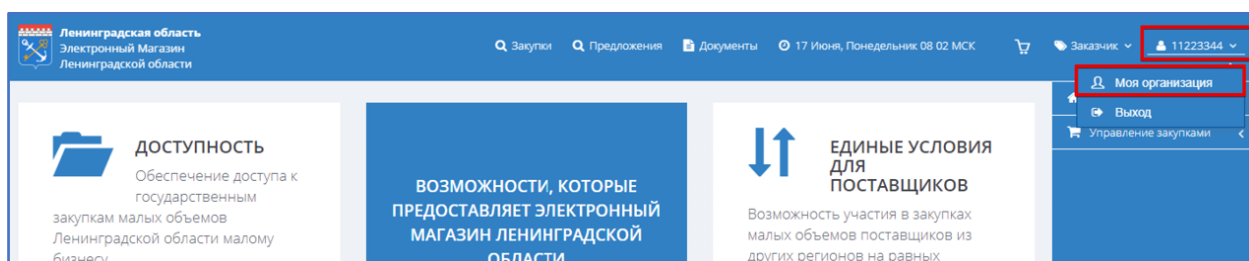 Ленинградская область
Электронный Магазин
Ленинградской области
Закупки Предложения Документы 17 Июня, Понедельник 08 02 МСК Заказчик 11223344
Моя организация
Выход
Управление закупками
ДОСТУПНОСТЬ
Обеспечение доступа к
государственным
закупкам малых объемов
Ленинградской области малому
бизнесу
ВОЗМОЖНОСТИ, КОТОРЫЕ
ПРЕДОСТАВЛЯЕТ ЭЛЕКТРОННЫЙ
МАГАЗИН ЛЕНИНГРАДСКОЙ
ОБЛАСТИ
ЕДИНЫЕ УСЛОВИЯ
ДЛЯ
ПОСТАВЩИКОВ
Возможность участия в закупках
малых объемов поставщиков из
других регионов на равных